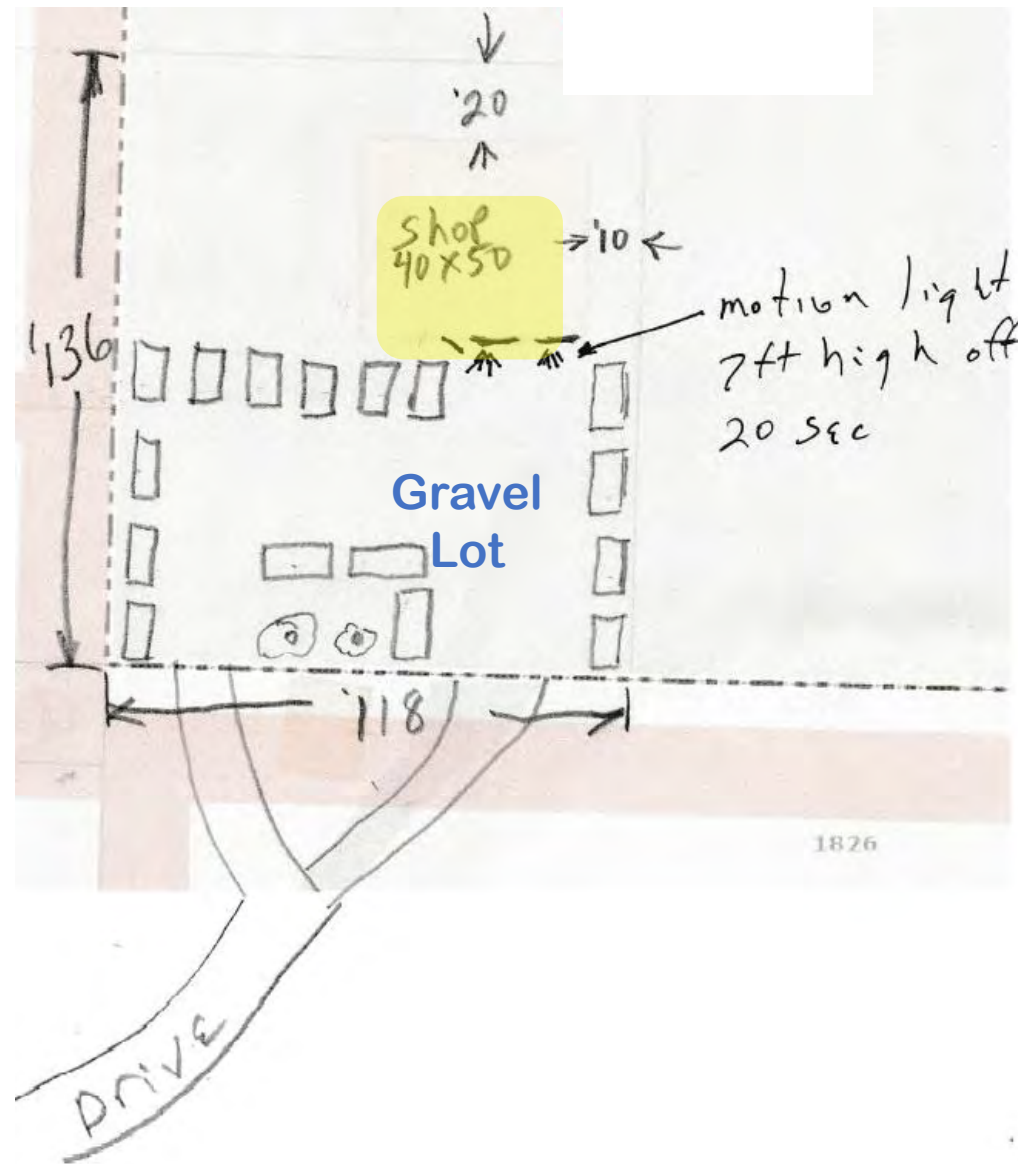 '20
Shop
40x50
'10
motion light
7ft high off
20 sec
'136
Gravel
Lot
'118
1826
Drive